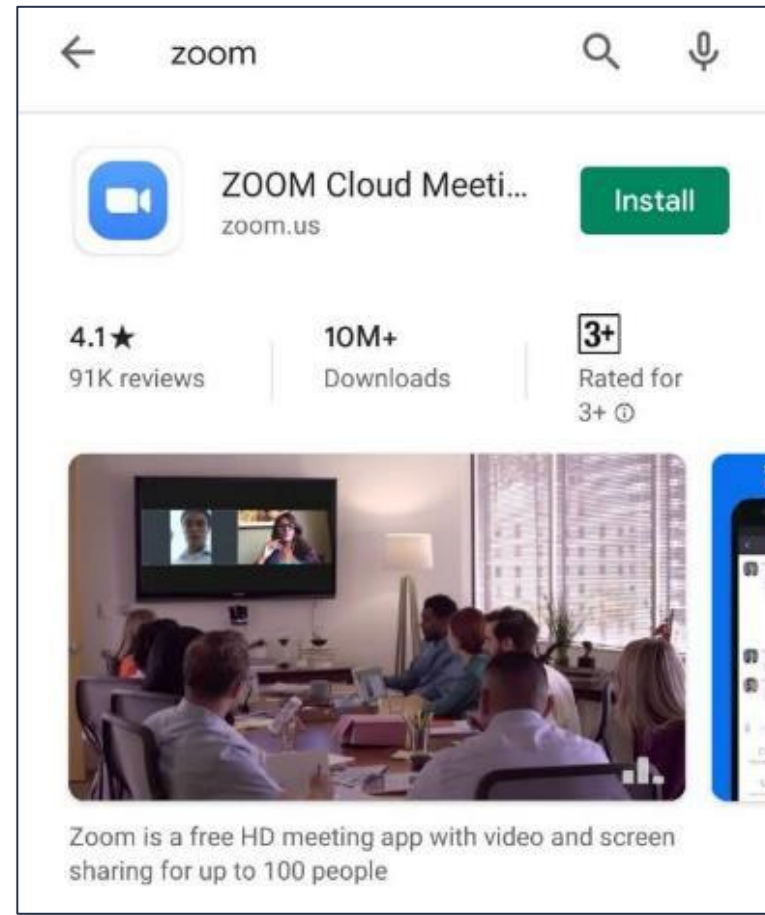 zoom
ZOOM Cloud Meeti...
zoom.us
Install
4.1★
91K reviews
10M+
Downloads
3+
Rated for
3+
Zoom is a free HD meeting app with video and screen
sharing for up to 100 people